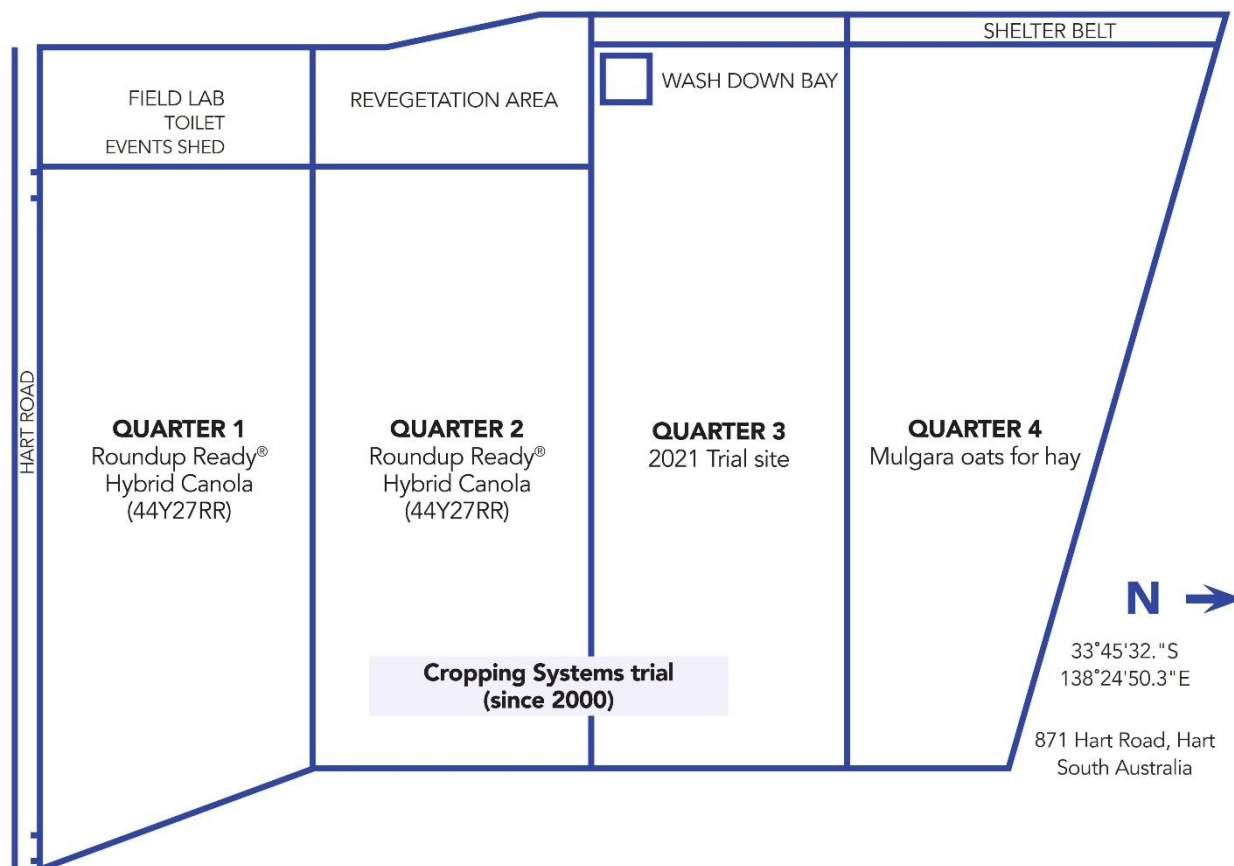 SHELTER BELT
FIELD LAB
TOILET
EVENTS SHED
REVEGETATION AREA
WASH DOWN BAY
HART ROAD
QUARTER 1
Roundup Ready®
Hybrid Canola
(44Y27RR)
QUARTER 2
Roundup Ready®
Hybrid Canola
(44Y27RR)
QUARTER 3
2021 Trial site
QUARTER 4
Mulgara oats for hay
Cropping Systems trial
(since 2000)
N
33°45'32."S
138°24'50.3"E
871 Hart Road, Hart
South Australia